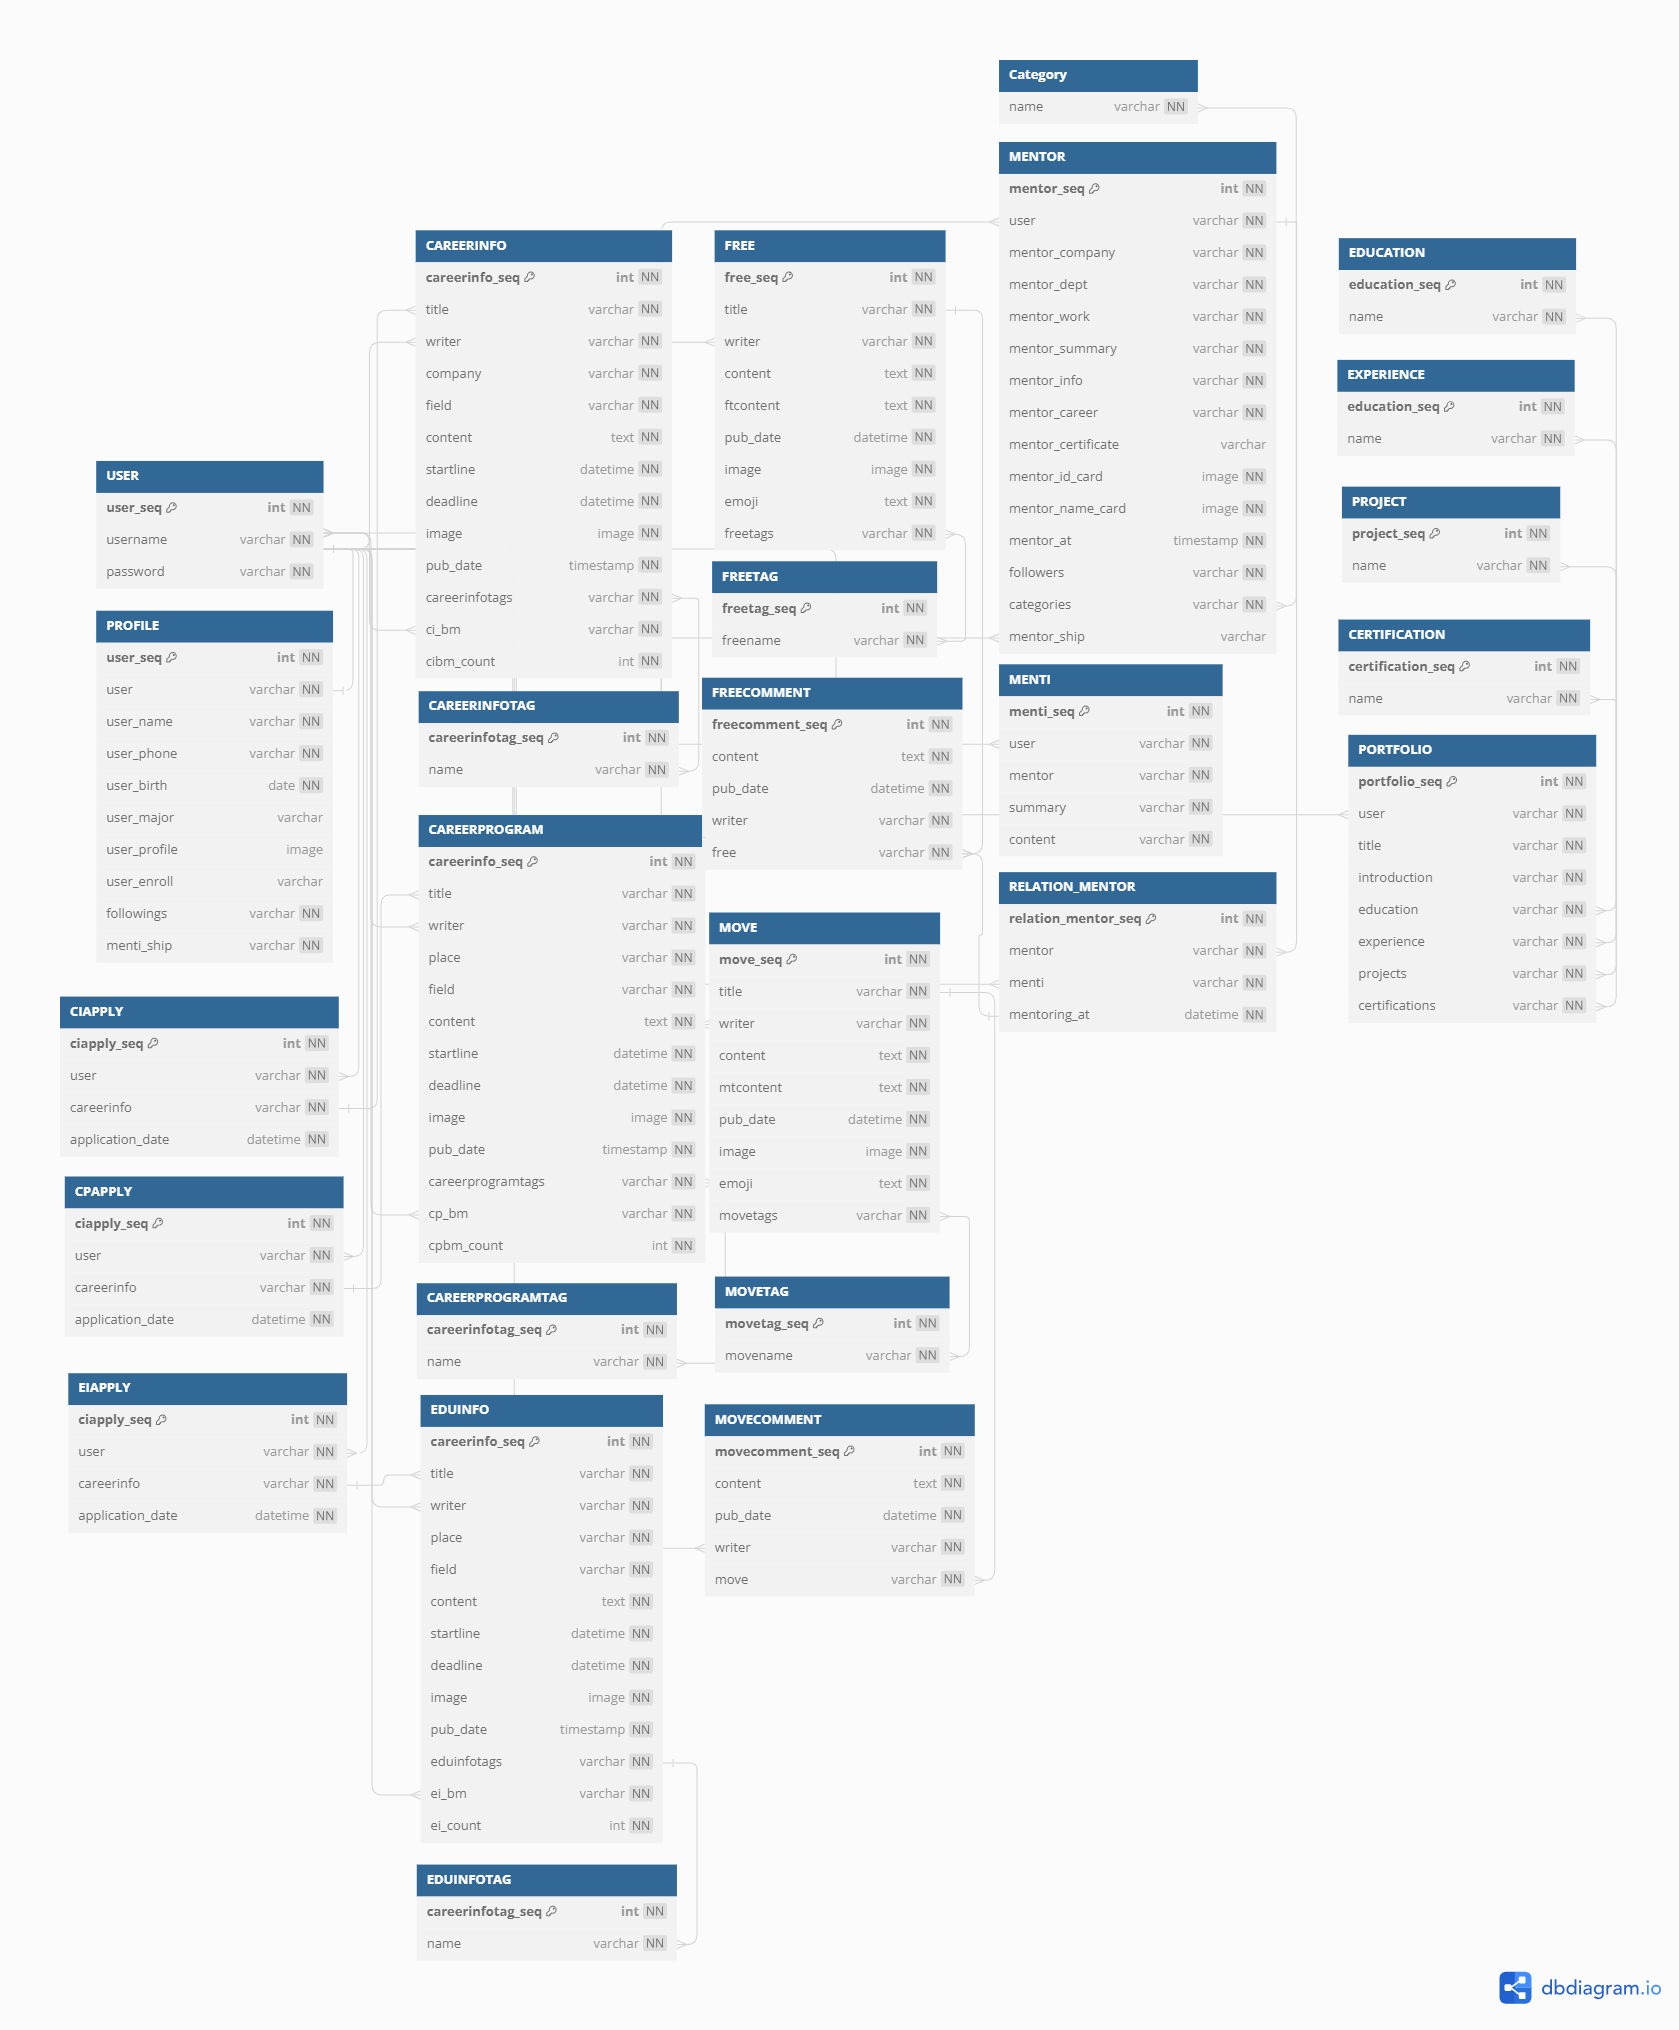 Category
name varchar NN
MENTOR
mentor_seq int NN
user varchar NN
mentor_company varchar NN
mentor_dept varchar NN
mentor_work varchar NN
mentor_summary varchar NN
mentor_info varchar NN
mentor_career varchar NN
mentor_certificate varchar
mentor_id_card image NN
mentor_name_card image NN
mentor_at timestamp NN
followers varchar NN
categories varchar NN
mentor_ship varchar
CAREERINFO
careerinfo_seq int NN
title varchar NN
writer varchar NN
company varchar NN
field varchar NN
content text NN
startline datetime NN
deadline datetime NN
image image NN
pub_date timestamp NN
careerinfotags varchar NN
ci_bm varchar NN
cibm_count int NN
FREE
free_seq int NN
title varchar NN
writer varchar NN
content text NN
ftcontent text NN
pub_date datetime NN
image image NN
emoji text NN
freetags varchar NN
EDUCATION
education_seq int NN
name varchar NN
EXPERIENCE
education_seq int NN
name varchar NN
USER
user_seq int NN
username varchar NN
password varchar NN
PROJECT
project_seq int NN
name varchar NN
FREETAG
freetag_seq int NN
freename varchar NN
PROFILE
user_seq int NN
user varchar NN
user_name varchar NN
user_phone varchar NN
user_birth date NN
user_major varchar
user_profile image
user_enroll varchar
followings varchar NN
menti_ship varchar NN
CERTIFICATION
certification_seq int NN
name varchar NN
MENTI
menti_seq int NN
user varchar NN
mentor varchar NN
summary varchar NN
content varchar NN
FREECOMMENT
freecomment_seq int NN
content text NN
pub_date datetime NN
writer varchar NN
free varchar NN
CAREERINFOTAG
careerinfotag_seq int NN
name varchar NN
PORTFOLIO
portfolio_seq int NN
user varchar NN
title varchar NN
introduction varchar NN
education varchar NN
experience varchar NN
projects varchar NN
certifications varchar NN
CAREERPROGRAM
careerinfo_seq int NN
title varchar NN
writer varchar NN
place varchar NN
field varchar NN
content text NN
startline datetime NN
deadline datetime NN
image image NN
pub_date timestamp NN
careerprogramtags varchar NN
cp_bm varchar NN
cpbm_count int NN
RELATION_MENTOR
relation_mentor_seq int NN
mentor varchar NN
menti varchar NN
mentoring_at datetime NN
MOVE
move_seq int NN
title varchar NN
writer varchar NN
content text NN
mtcontent text NN
pub_date datetime NN
image image NN
emoji text NN
movetags varchar NN
CIAPPLY
ciapply_seq int NN
user varchar NN
careerinfo varchar NN
application_date datetime NN
CPAPPLY
ciapply_seq int NN
user varchar NN
careerinfo varchar NN
application_date datetime NN
MOVETAG
movetag_seq int NN
movename varchar NN
CAREERPROGRAMTAG
careerinfotag_seq int NN
name varchar NN
EIAPPLY
ciapply_seq int NN
user varchar NN
careerinfo varchar NN
application_date datetime NN
EDUINFO
careerinfo_seq int NN
title varchar NN
writer varchar NN
place varchar NN
field varchar NN
content text NN
startline datetime NN
deadline datetime NN
image image NN
pub_date timestamp NN
eduinfotags varchar NN
ei_bm varchar NN
ei_count int NN
MOVECOMMENT
movecomment_seq int NN
content text NN
pub_date datetime NN
writer varchar NN
move varchar NN
EDUINFOTAG
careerinfotag_seq int NN
name varchar NN
dbdiagram.io